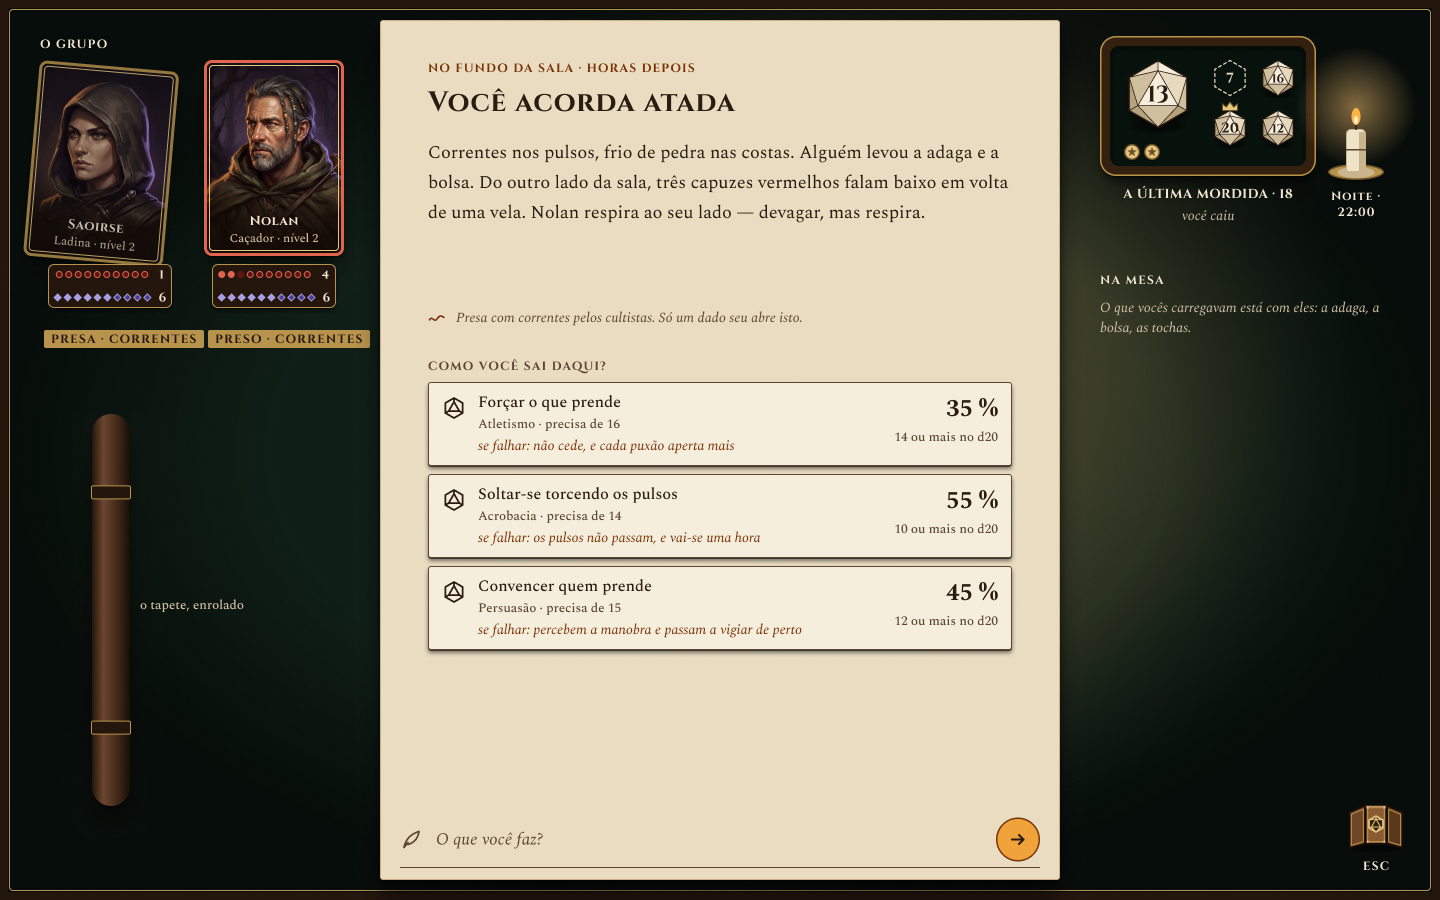 O GRUPO
SAOIRSE
Ladina · nível 2
1
6
NOLAN
Caçador · nível 2
4
6
PRESA · CORRENTES
PRESO · CORRENTES
o tapete, enrolado
NO FUNDO DA SALA · HORAS DEPOIS
VOCÊ ACORDA ATADA
Correntes nos pulsos, frio de pedra nas costas. Alguém levou a adaga e a
bolsa. Do outro lado da sala, três capuzes vermelhos falam baixo em volta
de uma vela. Nolan respira ao seu lado — devagar, mas respira.
Presa com correntes pelos cultistas. Só um dado seu abre isto.
COMO VOCÊ SAI DAQUI?
Forçar o que prende
Atletismo · precisa de 16
se falhar: não cede, e cada puxão aperta mais
35 %
14 ou mais no d20
Soltar-se torcendo os pulsos
Acrobacia · precisa de 14
se falhar: os pulsos não passam, e vai-se uma hora
55 %
10 ou mais no d20
Convencer quem prende
Persuasão · precisa de 15
se falhar: percebem a manobra e passam a vigiar de perto
45 %
12 ou mais no d20
O que você faz?
13
7
16
20
12
A ÚLTIMA MORDIDA · 18
você caiu
NOITE ·
22:00
NA MESA
O que vocês carregavam está com eles: a adaga, a
bolsa, as tochas.
ESC